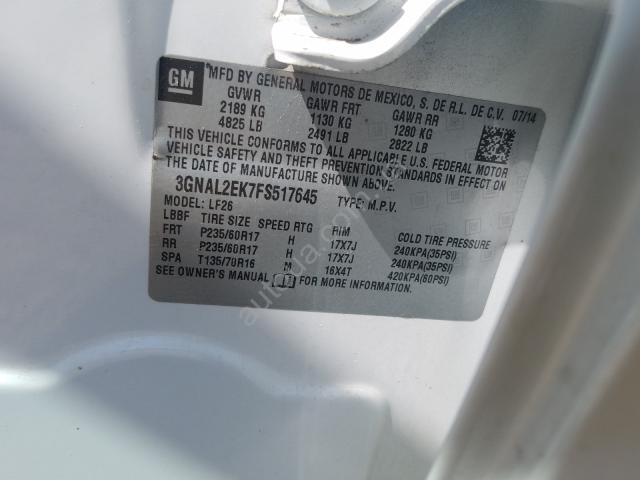 GM
MFD BY GENERAL MOTORS DE MEXICO, S. DE R.L. DE C.V. 07/14
GVWR GAWR FRT GAWR RR
2189 KG 1130 KG 1280 KG
4825 LB 2491 LB 2822 LB
THIS VEHICLE CONFORMS TO ALL APPLICABLE U.S. FEDERAL MOTOR
VEHICLE SAFETY AND THEFT PREVENTION STANDARDS IN EFFECT ON
THE DATE OF MANUFACTURE SHOWN ABOVE.
3GNAL2EK7FS517645 TYPE: M.P.V.
MODEL: LF26
LBBF TIRE SIZE SPEED RTG RIM COLD TIRE PRESSURE
FRT P235/60R17 H 17X7J 240KPA(35PSI)
RR P235/60R17 H 17X7J 240KPA(35PSI)
SPA T135/70R16 M 16X4T 420KPA(60PSI)
SEE OWNER'S MANUAL FOR MORE INFORMATION.